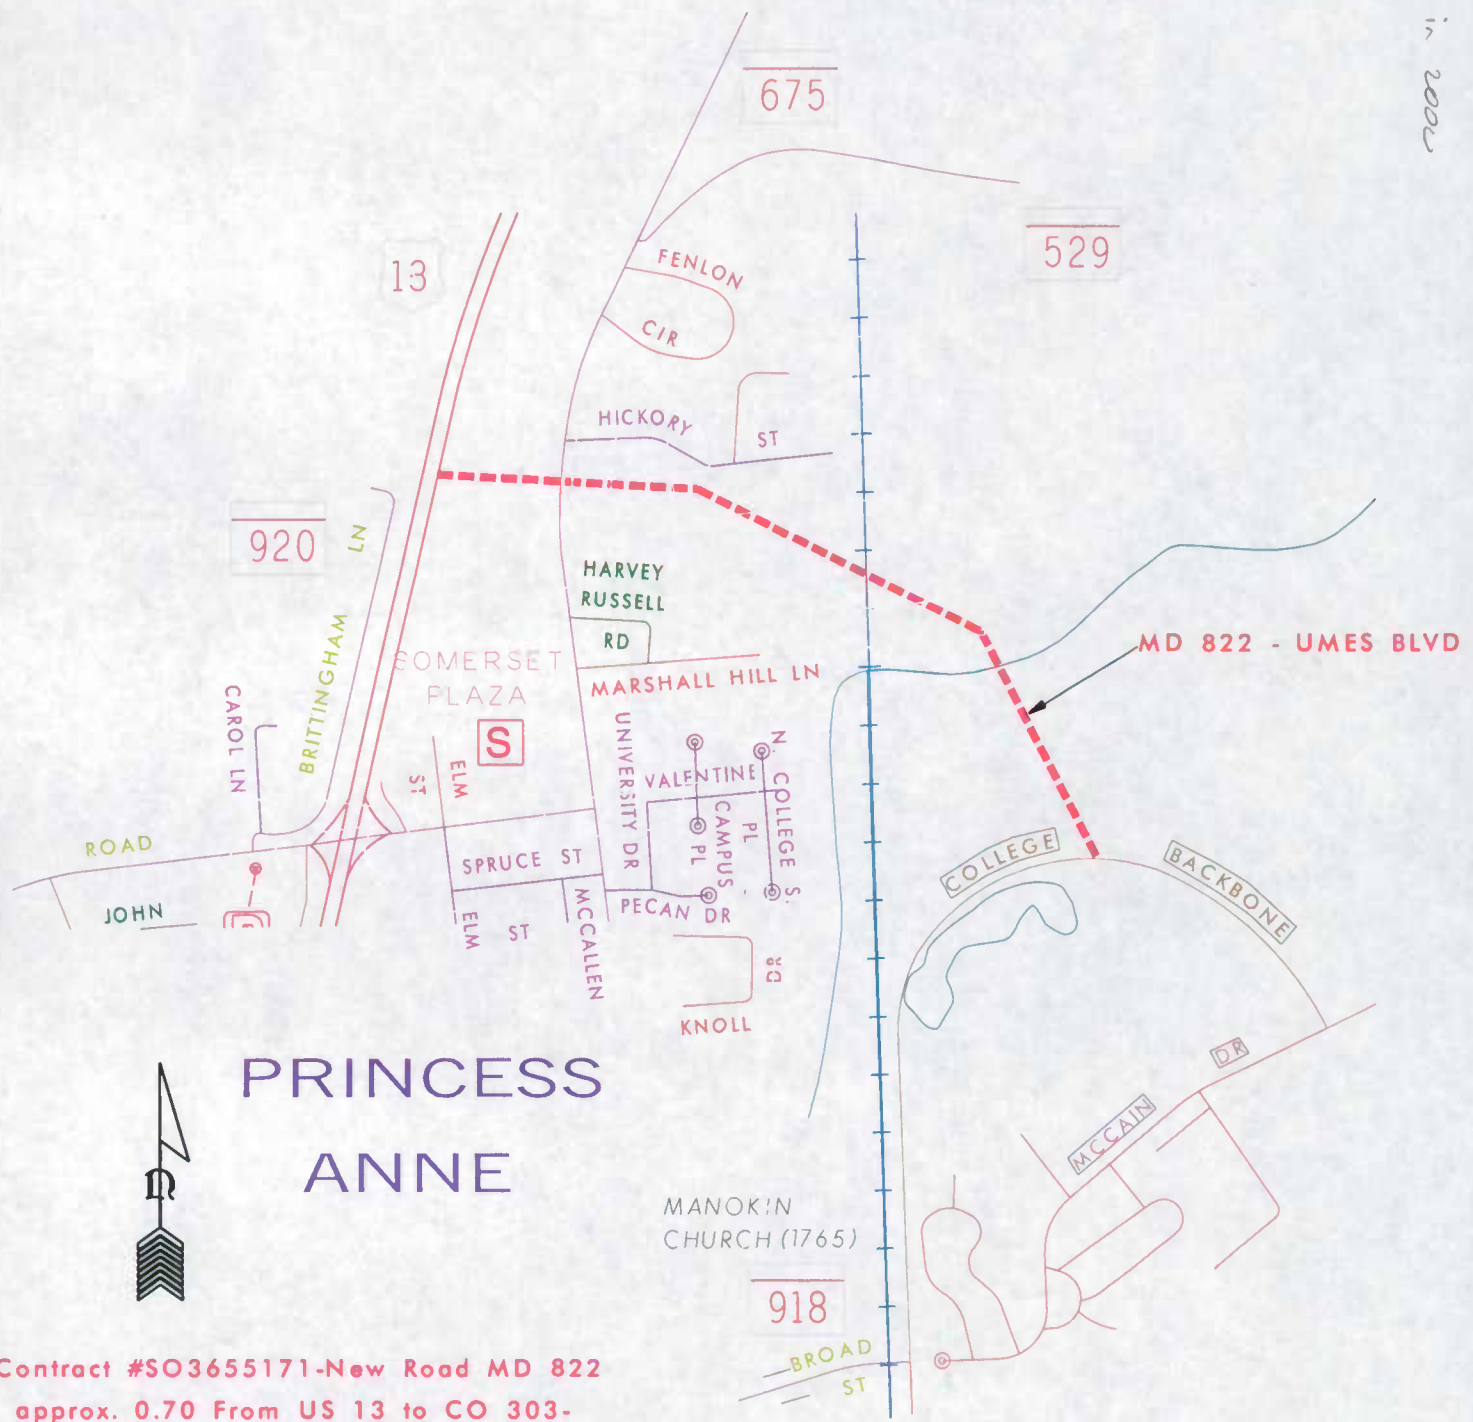 in 200
675
529
13
FENLON
CIR
HICKORY
ST
920
LN
BRITTINGHAM
HARVEY
RUSSELL
RD
MARSHALL HILL LN
MD 822 - UMES BLVD
SOMERSET
PLAZA
S
CAROL LN
ELM
ST
UNIVERSITY DR
VALENTINE
PL
CAMPUS
PL
N. COLLEGE S.
ROAD
JOHN
SPRUCE ST
ELM
ST
MCCALLEN
PECAN DR
KNOLL
COLLEGE
BACKBONE
DR
MCCAIN
PRINCESS
ANNE
n
MANOKIN
CHURCH (1765)
918
BROAD
ST
Contract #SO3655171-New Road MD 822
approx. 0.70 From US 13 to CO 303-